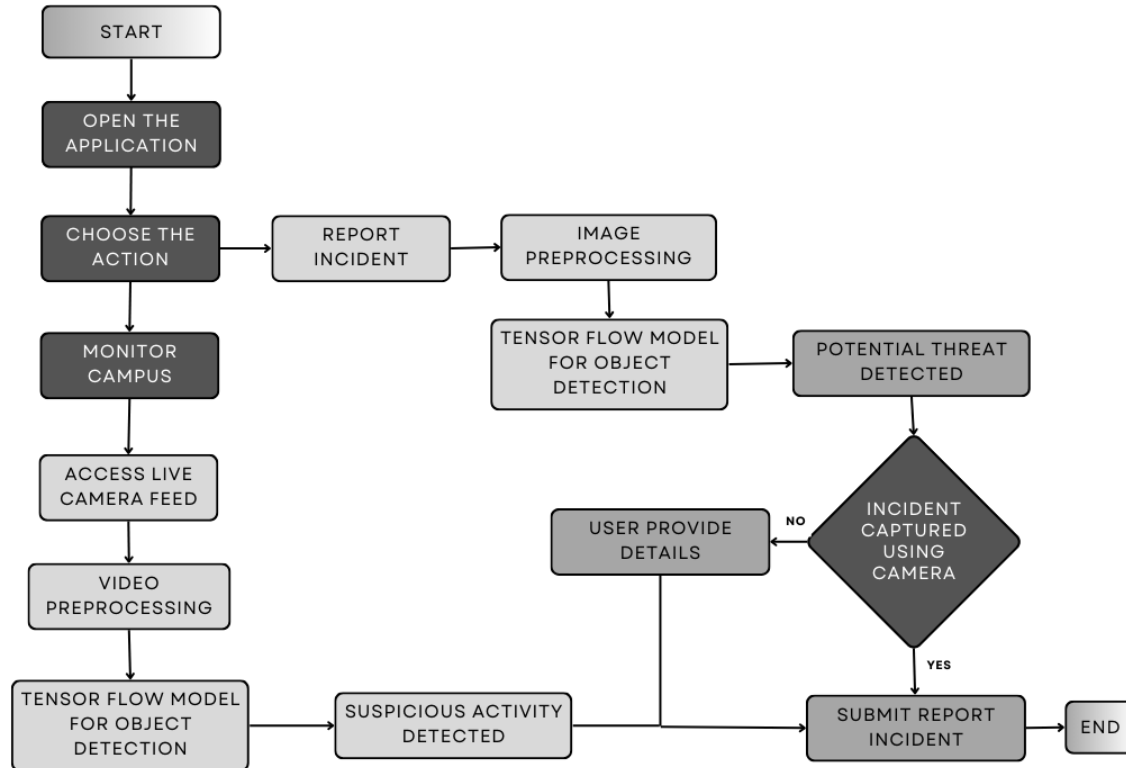 START
OPEN THE
APPLICATION
CHOOSE THE
ACTION
REPORT
INCIDENT
IMAGE
PREPROCESSING
MONITOR
CAMPUS
TENSOR FLOW MODEL
FOR OBJECT
DETECTION
POTENTIAL THREAT
DETECTED
ACCESS LIVE
CAMERA FEED
INCIDENT
CAPTURED
USING
CAMERA
NO
USER PROVIDE
DETAILS
VIDEO
PREPROCESSING
YES
TENSOR FLOW MODEL
FOR OBJECT
DETECTION
SUSPICIOUS ACTIVITY
DETECTED
SUBMIT REPORT
INCIDENT
END